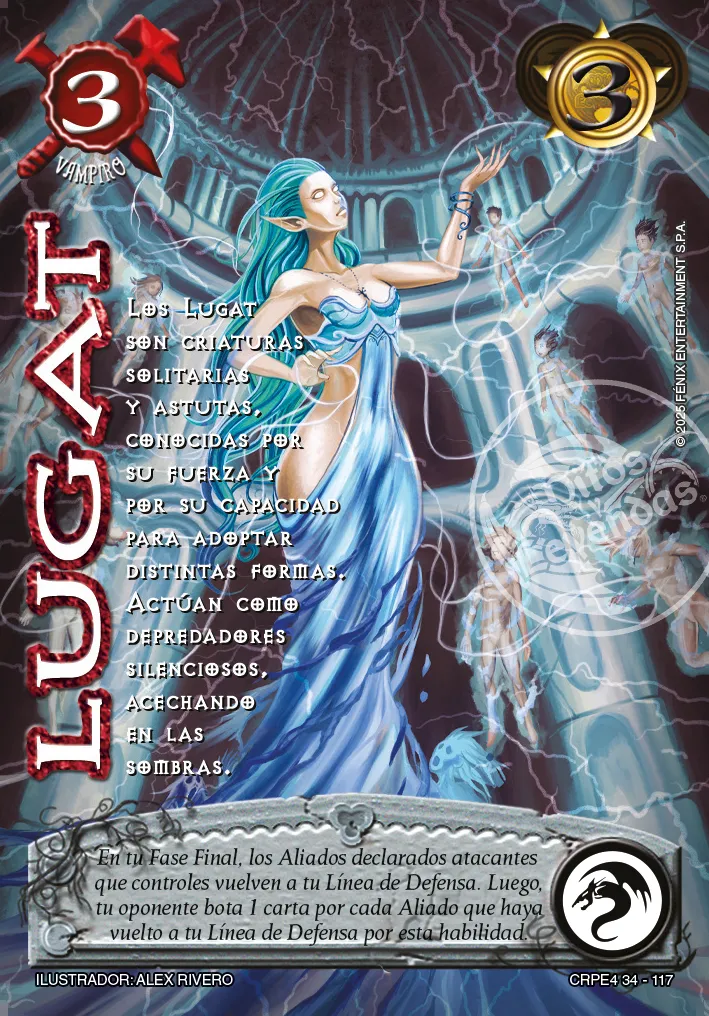 3
VAMPIRO
3
LUGAT
Los Lugat
son criaturas
solitarias
y astutas,
conocidas por
su fuerza y
por su capacidad
para adoptar
distintas formas.
Actúan como
depredadores
silenciosos,
acechando
en las
sombras.
© 2025 FÉNIX ENTERTAINMENT S.P.A.
Mitos
Leyendas®
En tu Fase Final, los Aliados declarados atacantes
que controles vuelven a tu Línea de Defensa. Luego,
tu oponente bota 1 carta por cada Aliado que haya
vuelto a tu Línea de Defensa por esta habilidad.
ILUSTRADOR: ALEX RIVERO
CRPE4 34 - 117